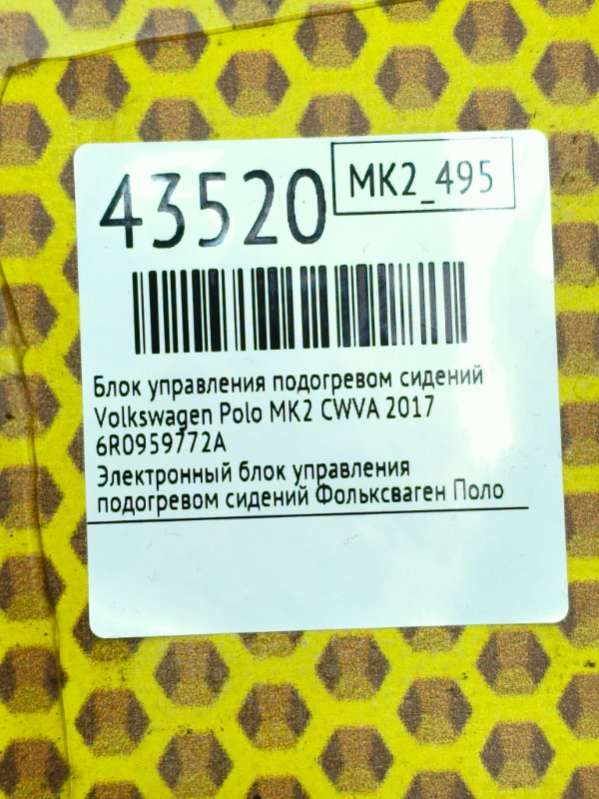 43520
MK2_495
Блок управления подогревом сидений
Volkswagen Polo MK2 CWVA 2017
6R0959772A
Электронный блок управления
подогревом сидений Фольксваген Поло